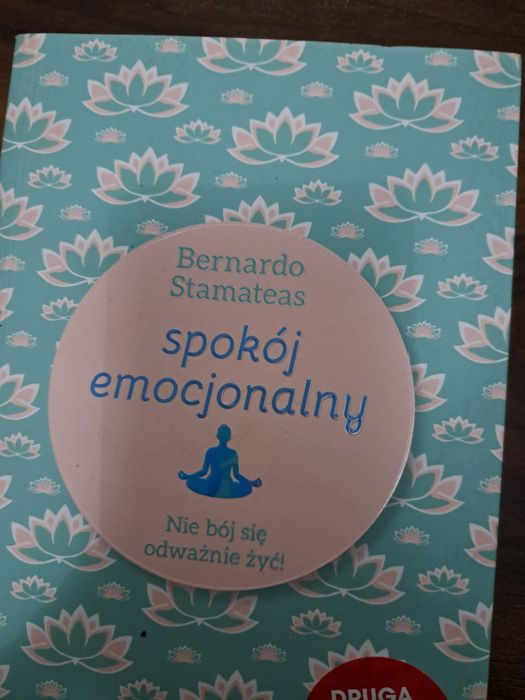 Bernardo
Stamateas
spokój
emocjonalny
Nie bój się
odważnie żyć!
DRUGA